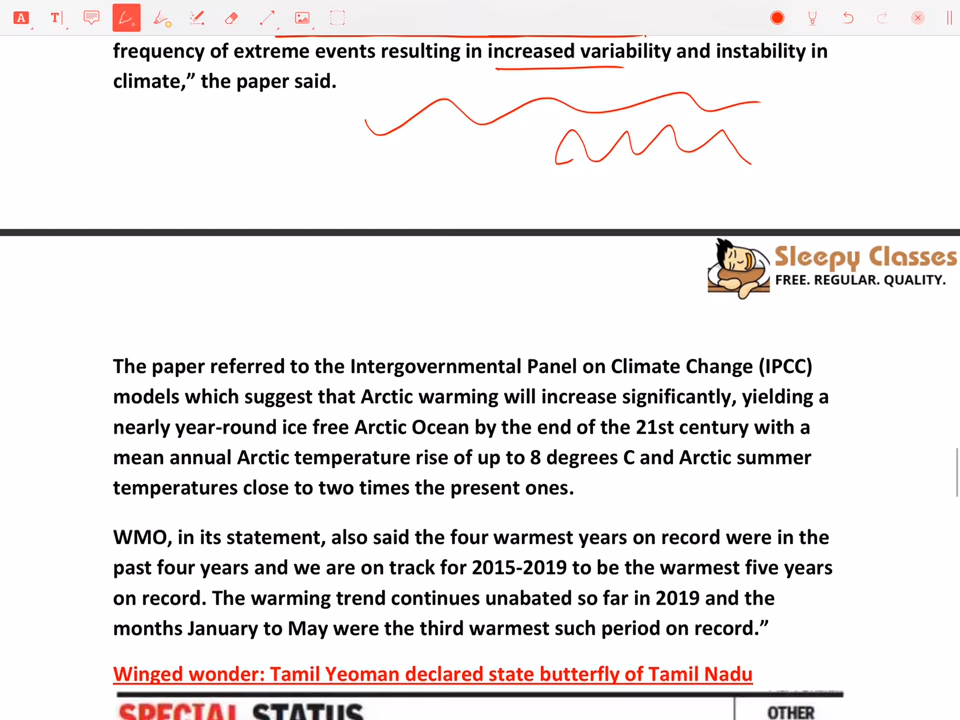 A T
frequency of extreme events resulting in increased variability and instability in
climate,” the paper said.
Sleepy Classes
FREE. REGULAR. QUALITY.
The paper referred to the Intergovernmental Panel on Climate Change (IPCC)
models which suggest that Arctic warming will increase significantly, yielding a
nearly year-round ice free Arctic Ocean by the end of the 21st century with a
mean annual Arctic temperature rise of up to 8 degrees C and Arctic summer
temperatures close to two times the present ones.
WMO, in its statement, also said the four warmest years on record were in the
past four years and we are on track for 2015-2019 to be the warmest five years
on record. The warming trend continues unabated so far in 2019 and the
months January to May were the third warmest such period on record.”
Winged wonder: Tamil Yeoman declared state butterfly of Tamil Nadu
SPECIAL STATUS
OTHER